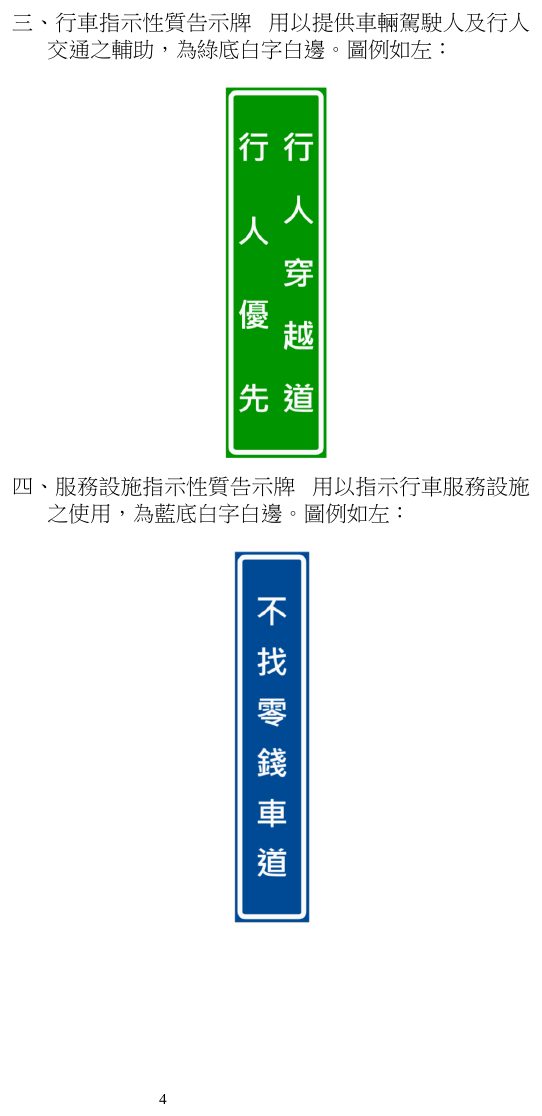 三、行車指示性質告示牌　用以提供車輛駕駛人及行人
交通之輔助，為綠底白字白邊。圖例如左：
行人穿越道
行人優先
四、服務設施指示性質告示牌　用以指示行車服務設施
之使用，為藍底白字白邊。圖例如左：
不找零錢車道
4